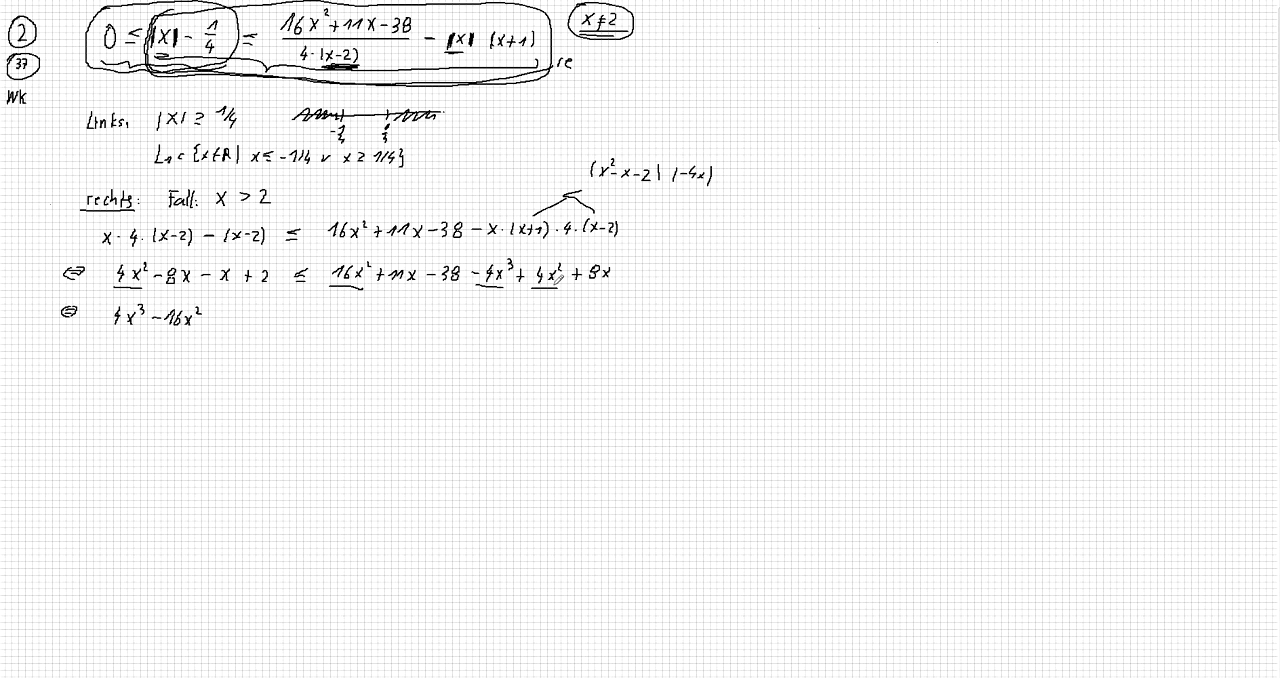 2 0 ≤ |x| - 1/4 ≤ (16x² + 11x - 38)/(4·(x-2)) - |x| (x+1) x ≠ 2
37 re
WK
Links: |x| ≥ 1/4 -1/4 1/4
L₁ = {x ∈ R | x ≤ -1/4 v x ≥ 1/4}
(x² - x - 2) (-4x)
rechts: Fall: x > 2
x · 4 · (x-2) - (x-2) ≤ 16x² + 11x - 38 - x · (x+1) · 4 · (x-2)
⇔ 4x² - 8x - x + 2 ≤ 16x² + 11x - 38 - 4x³ + 4x² + 8x
⇔ 4x³ - 16x²